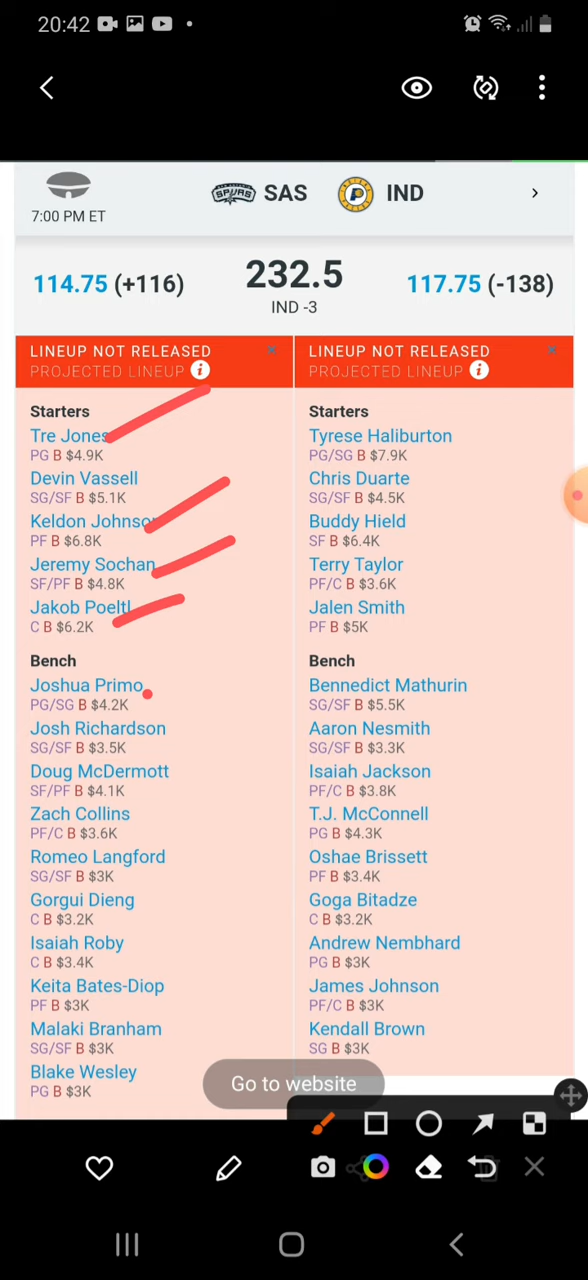 20:42
7:00 PM ET
SPURS SAS
P IND
114.75 (+116)
232.5
IND -3
117.75 (-138)
LINEUP NOT RELEASED
PROJECTED LINEUP i
Starters
Tre Jones
PG B $4.9K
Devin Vassell
SG/SF B $5.1K
Keldon Johnson
PF B $6.8K
Jeremy Sochan
SF/PF B $4.8K
Jakob Poeltl
C B $6.2K
Bench
Joshua Primo
PG/SG B $4.2K
Josh Richardson
SG/SF B $3.5K
Doug McDermott
SF/PF B $4.1K
Zach Collins
PF/C B $3.6K
Romeo Langford
SG/SF B $3K
Gorgui Dieng
C B $3.2K
Isaiah Roby
C B $3.4K
Keita Bates-Diop
PF B $3K
Malaki Branham
SG/SF B $3K
Blake Wesley
PG B $3K
LINEUP NOT RELEASED
PROJECTED LINEUP i
Starters
Tyrese Haliburton
PG/SG B $7.9K
Chris Duarte
SG/SF B $4.5K
Buddy Hield
SF B $6.4K
Terry Taylor
PF/C B $3.6K
Jalen Smith
PF B $5K
Bench
Bennedict Mathurin
SG/SF B $5.5K
Aaron Nesmith
SG/SF B $3.3K
Isaiah Jackson
PF/C B $3.8K
T.J. McConnell
PG B $4.3K
Oshae Brissett
PF B $3.4K
Goga Bitadze
C B $3.2K
Andrew Nembhard
PG B $3K
James Johnson
PF/C B $3K
Kendall Brown
SG B $3K
Go to website